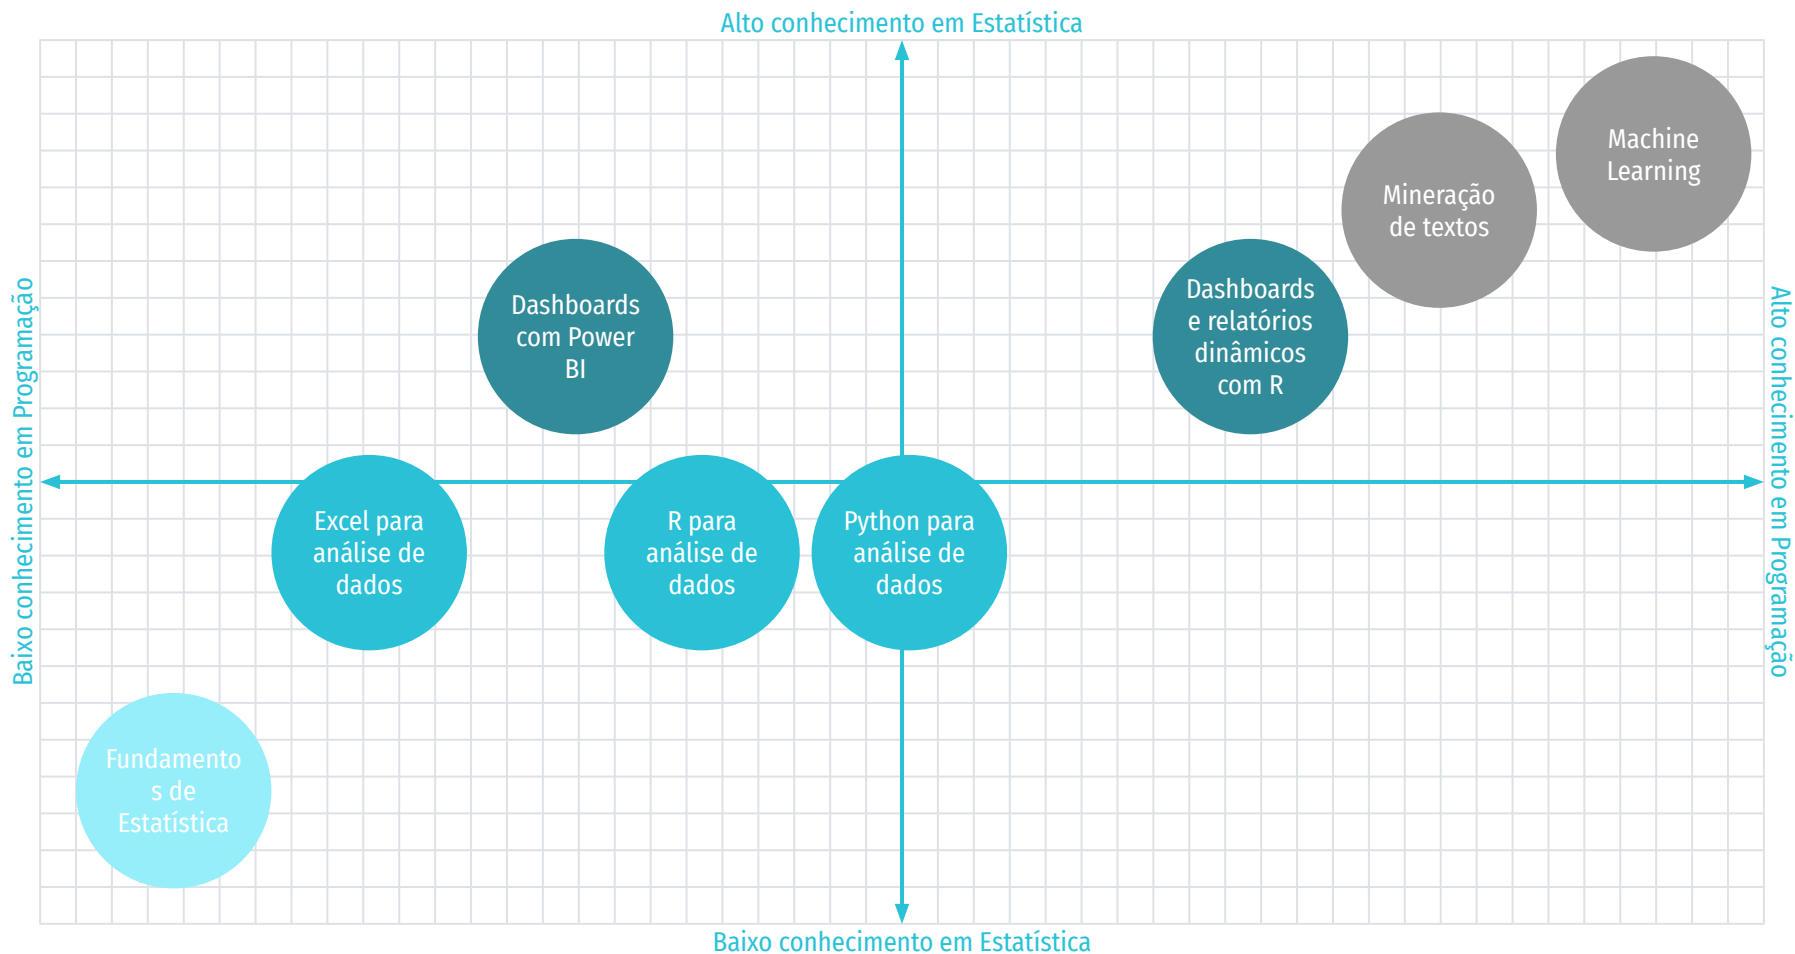 Alto conhecimento em Estatística
Machine
Learning
Mineração
de textos
Dashboards
com Power
BI
Dashboards
e relatórios
dinâmicos
com R
Baixo conhecimento em Programação
Alto conhecimento em Programação
Excel para
análise de
dados
R para
análise de
dados
Python para
análise de
dados
Fundamento
s de
Estatística
Baixo conhecimento em Estatística